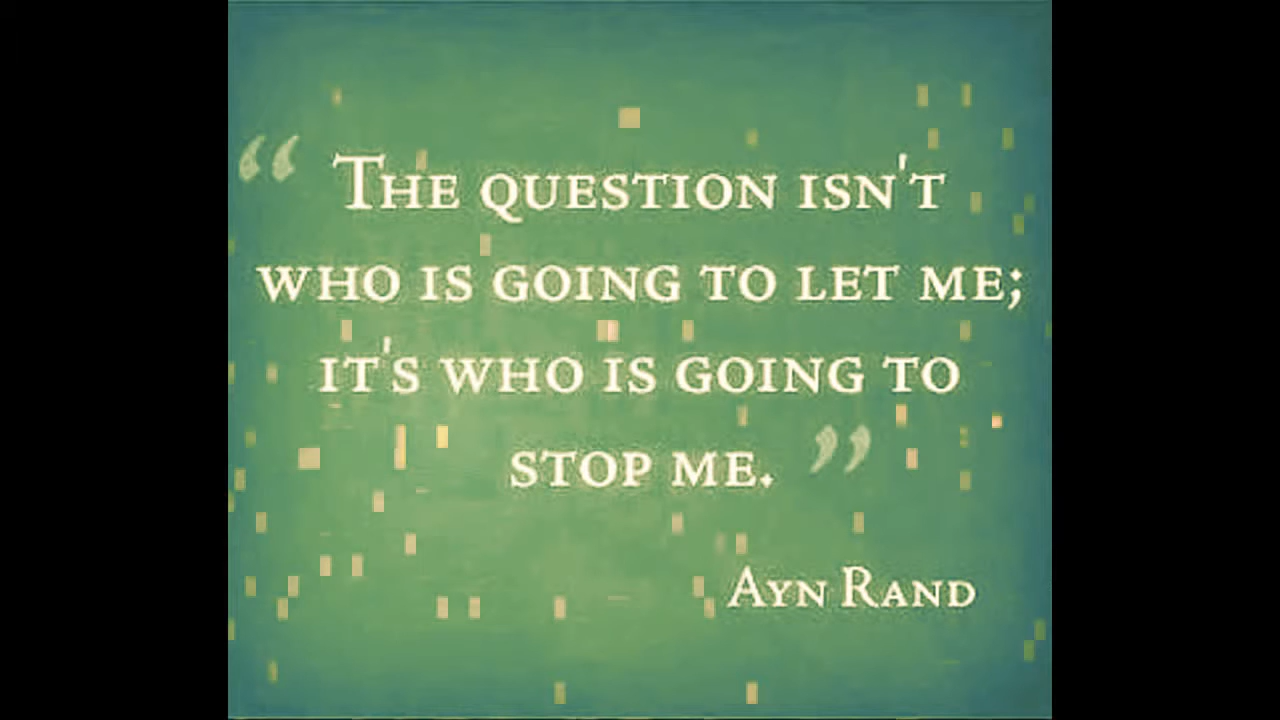 “ The question isn't
who is going to let me;
it's who is going to
stop me. ”
Ayn Rand